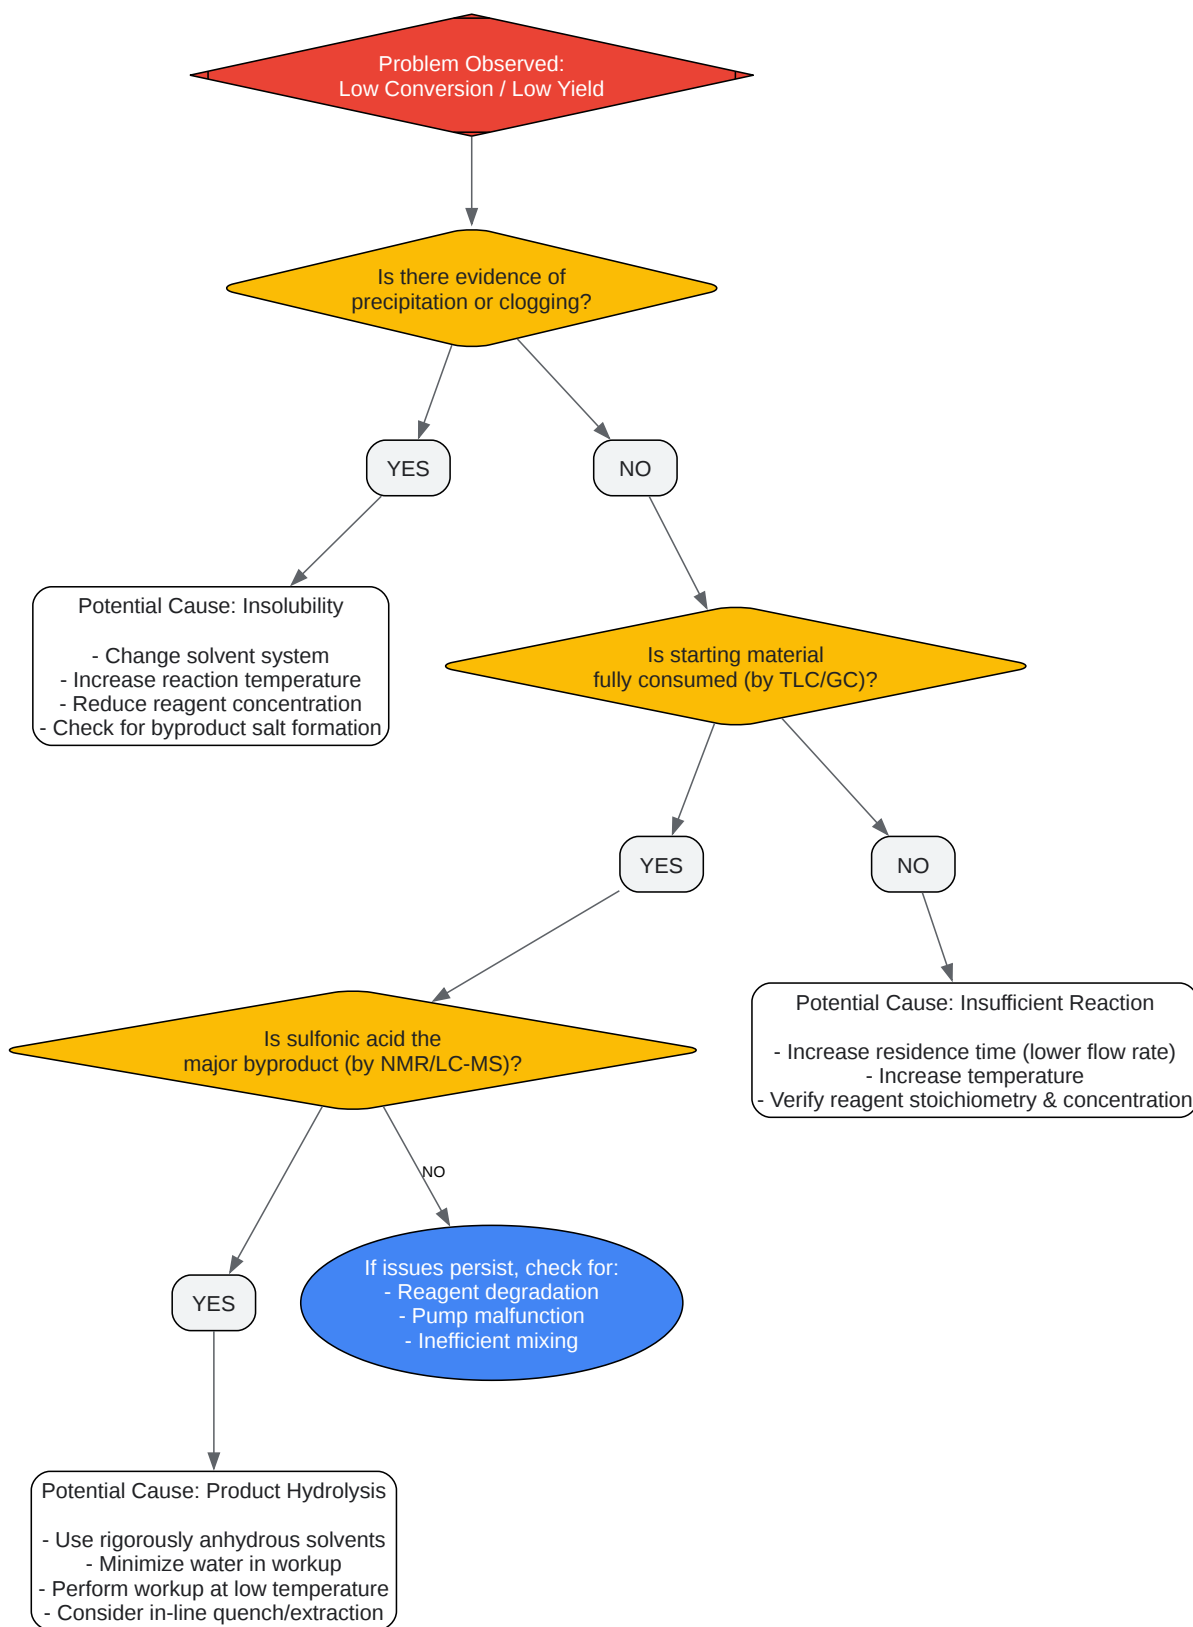 Problem Observed:
Low Conversion / Low Yield
Is there evidence of
precipitation or clogging?
YES
NO
Potential Cause: Insolubility
- Change solvent system
- Increase reaction temperature
- Reduce reagent concentration
- Check for byproduct salt formation
Is starting material
fully consumed (by TLC/GC)?
YES
NO
Potential Cause: Insufficient Reaction
- Increase residence time (lower flow rate)
- Increase temperature
- Verify reagent stoichiometry & concentration
Is sulfonic acid the
major byproduct (by NMR/LC-MS)?
NO
YES
If issues persist, check for:
- Reagent degradation
- Pump malfunction
- Inefficient mixing
Potential Cause: Product Hydrolysis
- Use rigorously anhydrous solvents
- Minimize water in workup
- Perform workup at low temperature
- Consider in-line quench/extraction